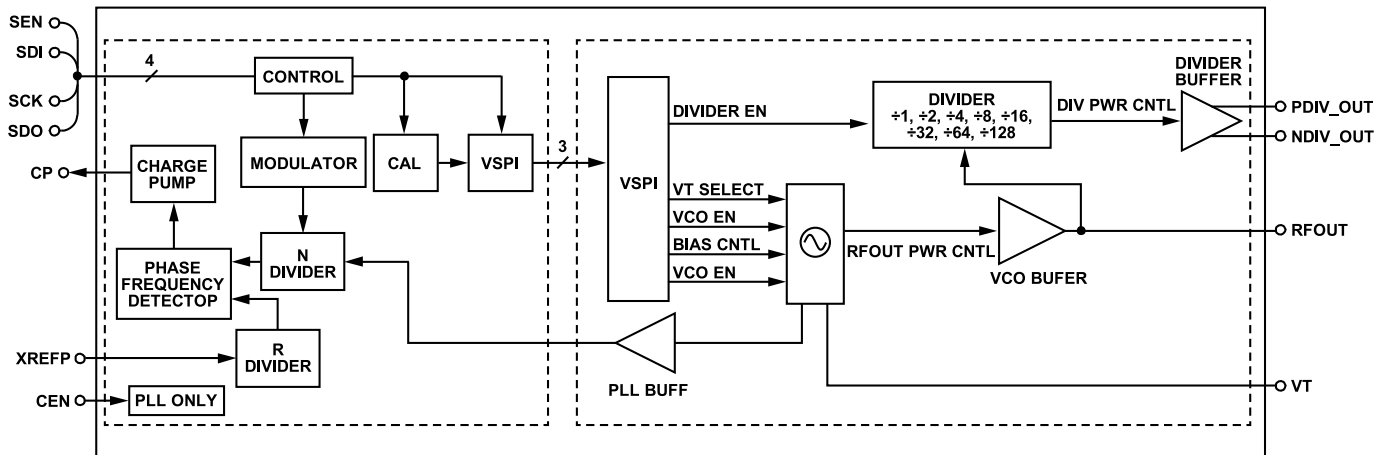 SEN
SDI
SCK
SDO
4
CONTROL
MODULATOR
CAL
VSPI
3
CP
CHARGE
PUMP
PHASE
FREQUENCY
DETECTOP
N
DIVIDER
R
DIVIDER
XREFP
CEN
PLL ONLY
VSPI
DIVIDER EN
VT SELECT
VCO EN
BIAS CNTL
VCO EN
DIVIDER
÷1, ÷2, ÷4, ÷8, ÷16,
÷32, ÷64, ÷128
DIV PWR CNTL
DIVIDER
BUFFER
PDIV_OUT
NDIV_OUT
RFOUT PWR CNTL
VCO BUFER
RFOUT
PLL BUFF
VT